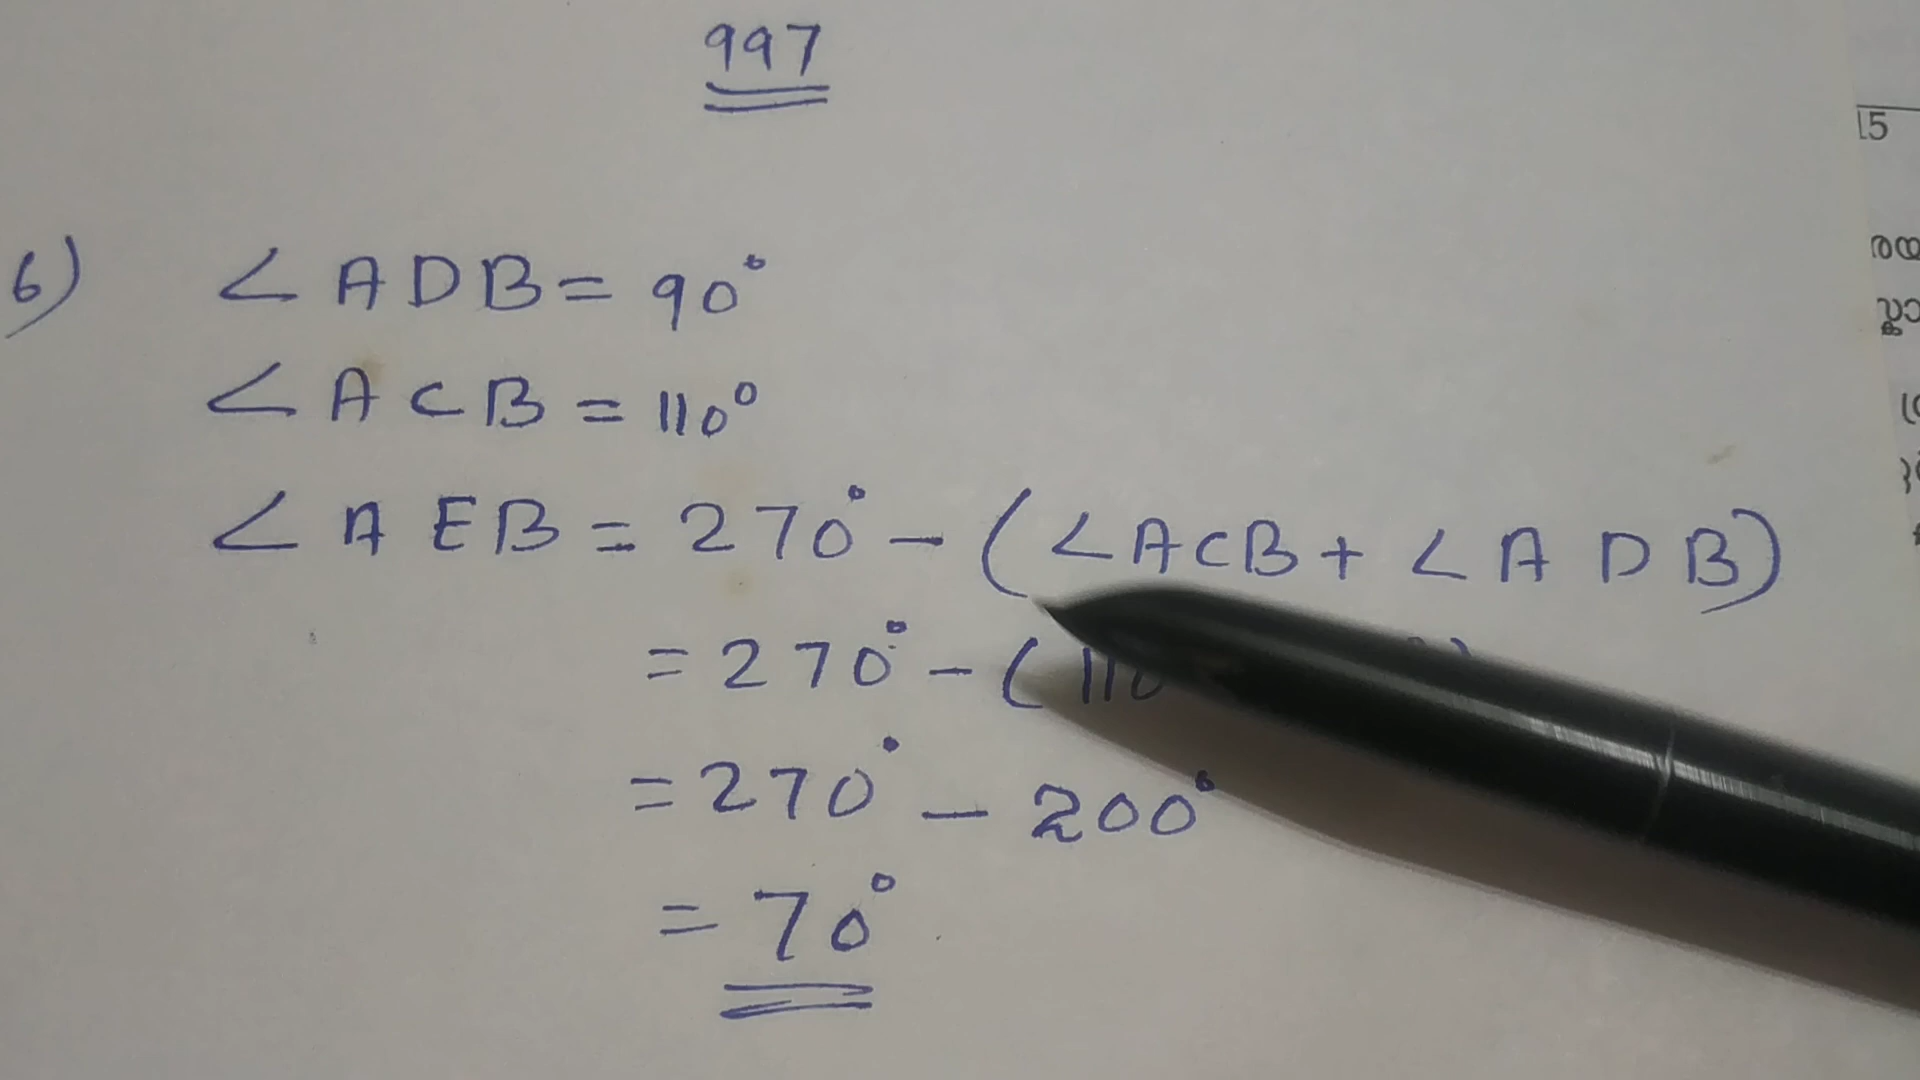 997
15
6) ∠ADB = 90°
∠ACB = 110°
∠AEB = 270° - (∠ACB + ∠ADB)
= 270° - (110
= 270° - 200°
= 70°